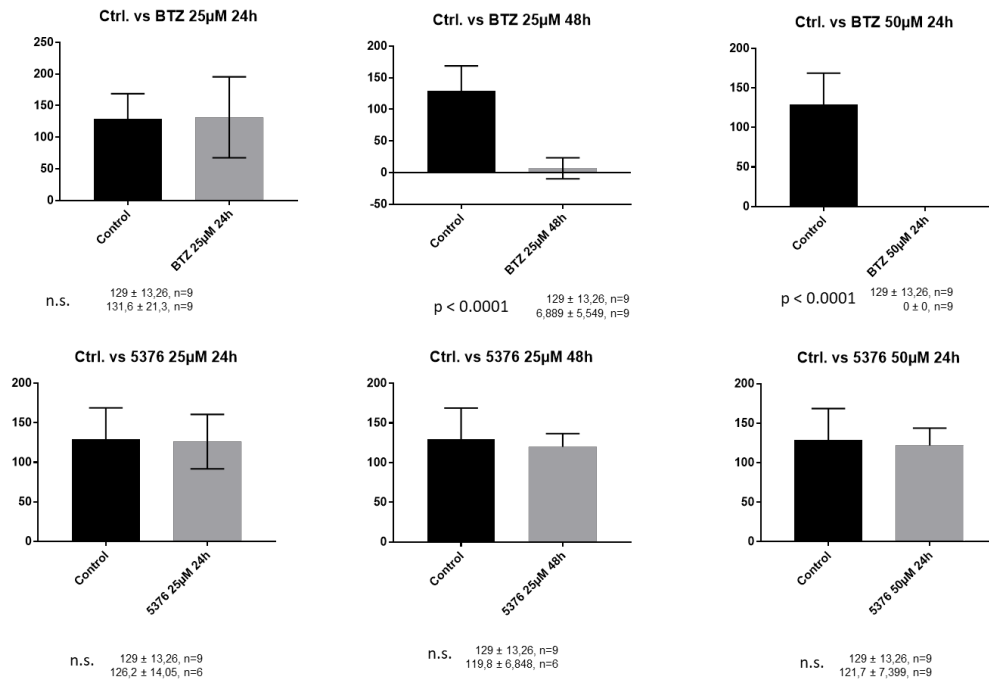 Ctrl. vs BTZ 25µM 24h
250
200
150
100
50
0
Control
BTZ 25µM 24h
n.s.
129 ± 13,26, n=9
131,6 ± 21,3, n=9
Ctrl. vs BTZ 25µM 48h
200
150
100
50
0
-50
Control
BTZ 25µM 48h
p < 0.0001
129 ± 13,26, n=9
6,889 ± 5,549, n=9
Ctrl. vs BTZ 50µM 24h
200
150
100
50
0
Control
BTZ 50µM 24h
p < 0.0001
129 ± 13,26, n=9
0 ± 0, n=9
Ctrl. vs 5376 25µM 24h
200
150
100
50
0
Control
5376 25µM 24h
n.s.
129 ± 13,26, n=9
126,2 ± 14,05, n=6
Ctrl. vs 5376 25µM 48h
200
150
100
50
0
Control
5376 25µM 48h
n.s.
129 ± 13,26, n=9
119,8 ± 6,848, n=6
Ctrl. vs 5376 50µM 24h
200
150
100
50
0
Control
5376 50µM 24h
n.s.
129 ± 13,26, n=9
121,7 ± 7,399, n=9